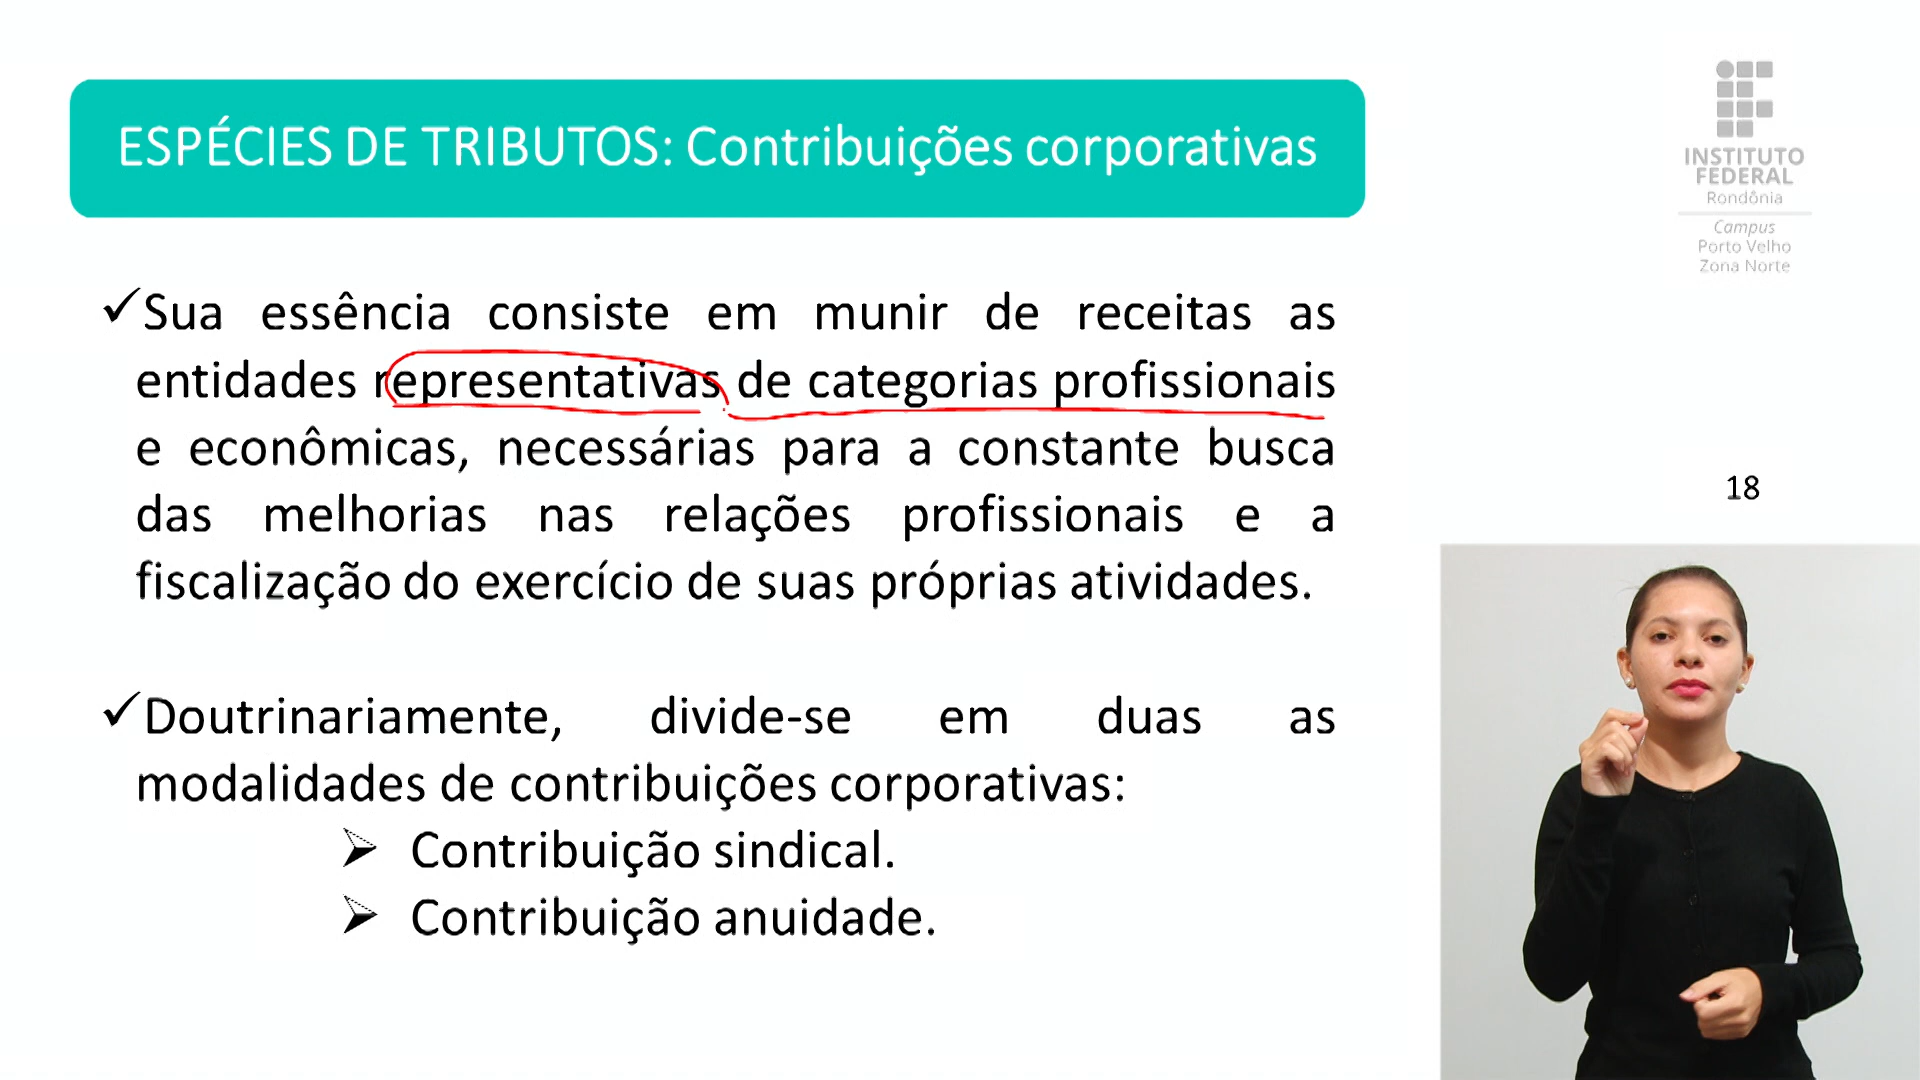 ESPÉCIES DE TRIBUTOS: Contribuições corporativas
INSTITUTO
FEDERAL
Rondônia
Campus
Porto Velho
Zona Norte
Sua essência consiste em munir de receitas as
entidades representativas de categorias profissionais
e econômicas, necessárias para a constante busca
das melhorias nas relações profissionais e a
fiscalização do exercício de suas próprias atividades.
18
Doutrinariamente, divide-se em duas as
modalidades de contribuições corporativas:
Contribuição sindical.
Contribuição anuidade.